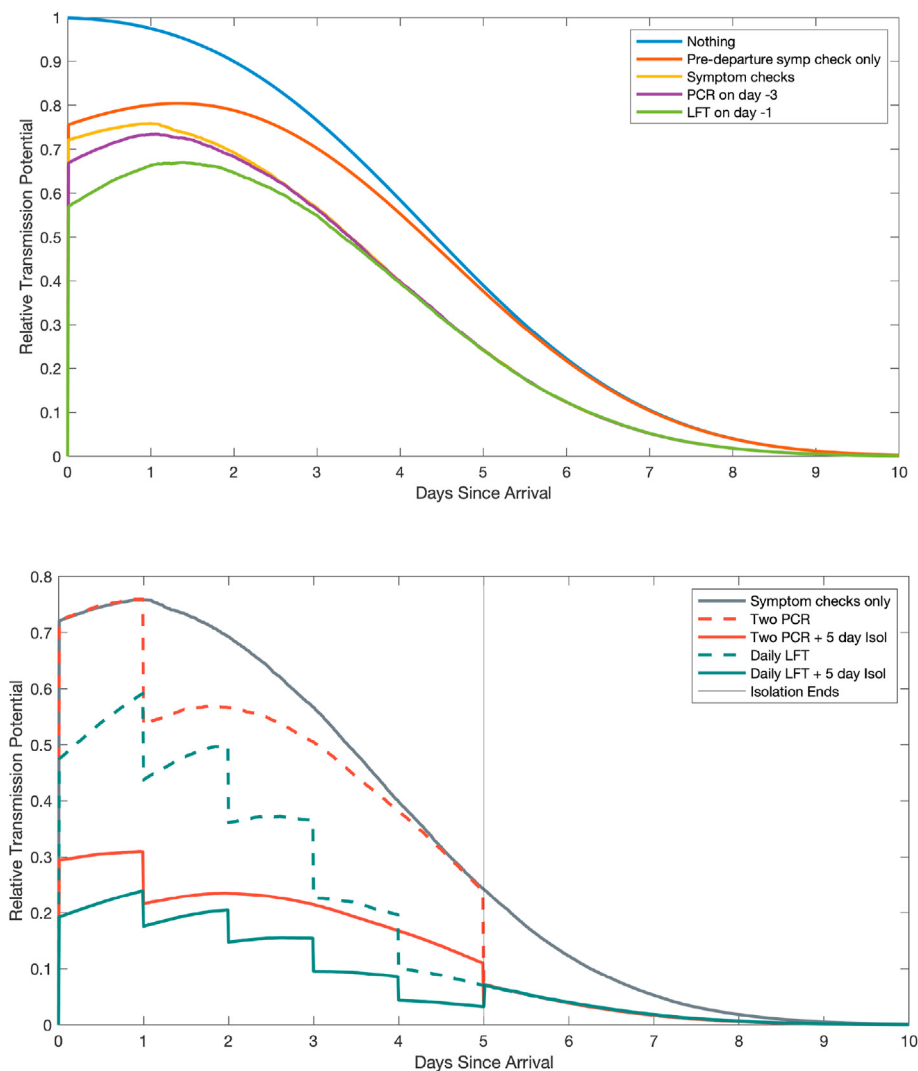 Relative Transmission Potential
1
0.9
0.8
0.7
0.6
0.5
0.4
0.3
0.2
0.1
0
Nothing
Pre-departure symp check only
Symptom checks
PCR on day -3
LFT on day -1
0 1 2 3 4 5 6 7 8 9 10
Days Since Arrival
Relative Transmission Potential
0.8
0.7
0.6
0.5
0.4
0.3
0.2
0.1
0
Symptom checks only
Two PCR
Two PCR + 5 day Isol
Daily LFT
Daily LFT + 5 day Isol
Isolation Ends
0 1 2 3 4 5 6 7 8 9 10
Days Since Arrival